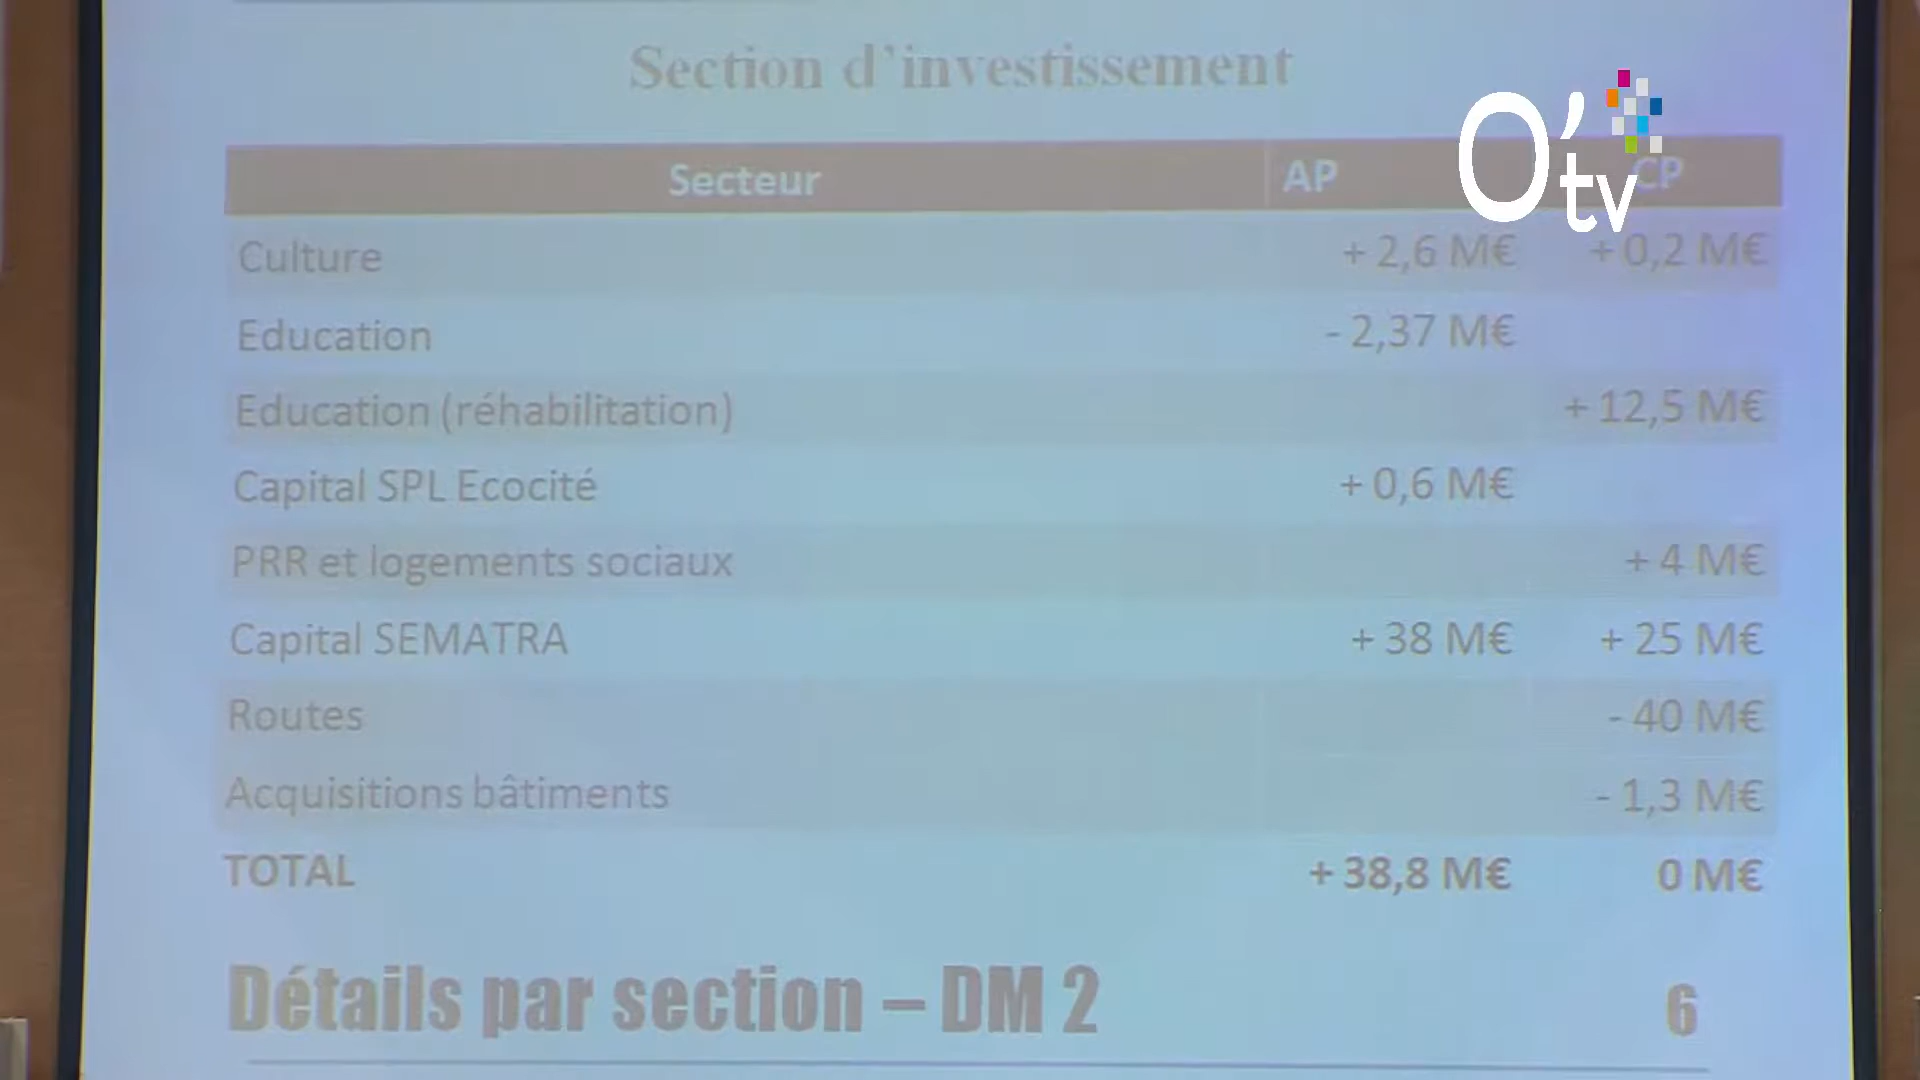 Section d'investissement
O'tv
Secteur AP CP
Culture + 2,6 M€ + 0,2 M€
Education - 2,37 M€
Education (réhabilitation) + 12,5 M€
Capital SPL Ecocité + 0,6 M€
PRR et logements sociaux + 4 M€
Capital SEMATRA + 38 M€ + 25 M€
Routes - 40 M€
Acquisitions bâtiments - 1,3 M€
TOTAL + 38,8 M€ 0 M€
Détails par section – DM 2 6